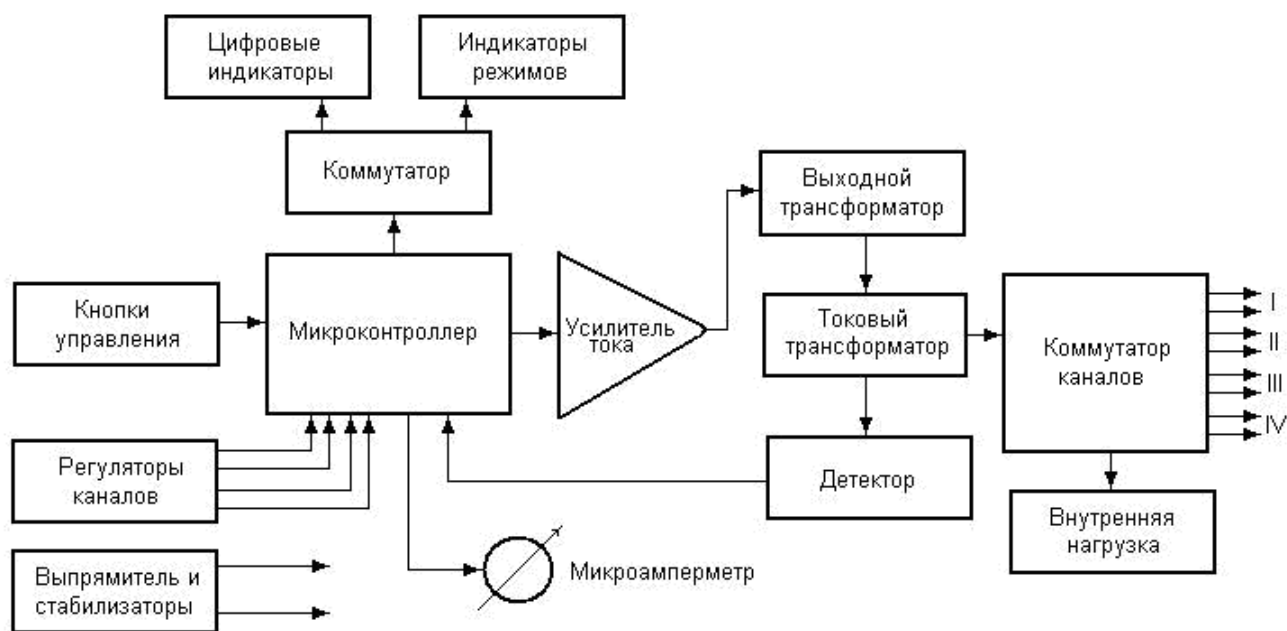 Цифровые
индикаторы
Индикаторы
режимов
Коммутатор
Выходной
трансформатор
Кнопки
управления
Микроконтроллер
Усилитель
тока
Токовый
трансформатор
Коммутатор
каналов
I
II
III
IV
Регуляторы
каналов
Детектор
Внутренняя
нагрузка
Выпрямитель и
стабилизаторы
Микроамперметр